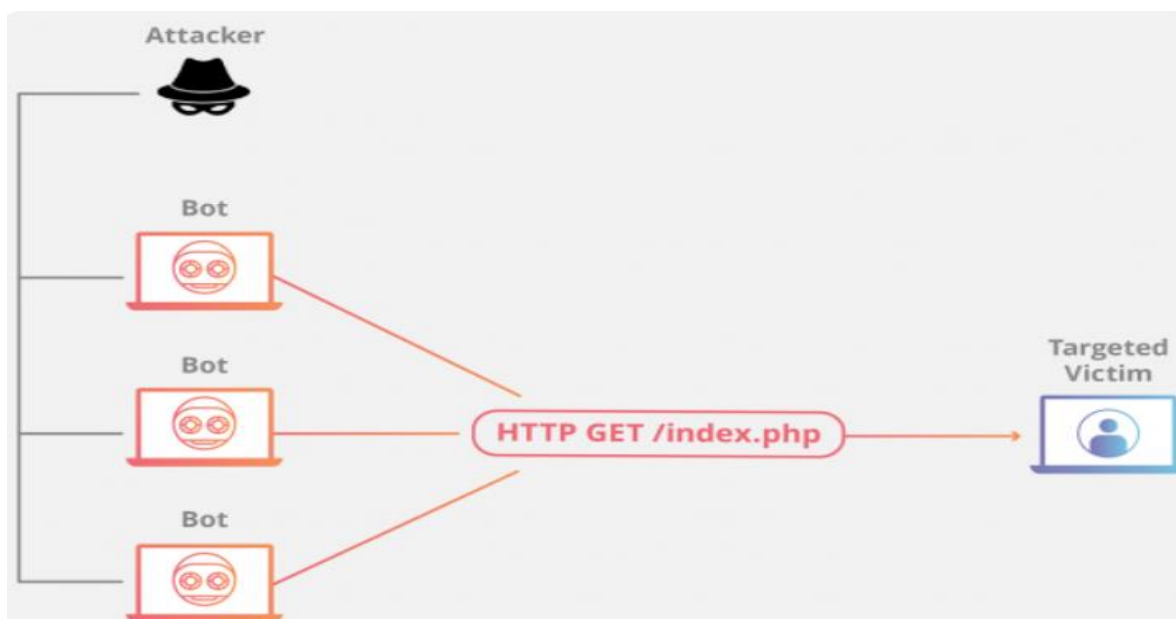 Attacker
Bot
Bot
Bot
HTTP GET /index.php
Targeted
Victim